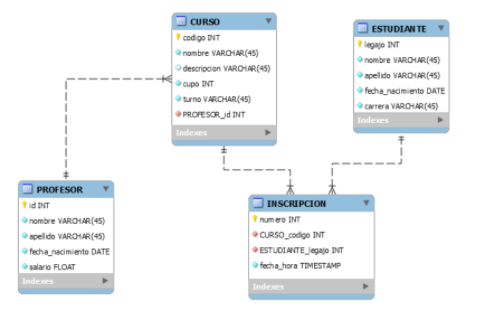 CURSO
codigo INT
nombre VARCHAR(45)
descripcion VARCHAR(45)
cupo INT
turno VARCHAR(45)
PROFESOR_id INT
Indexes
ESTUDIANTE
legajo INT
nombre VARCHAR(45)
apellido VARCHAR(45)
fecha_nacimiento DATE
carrera VARCHAR(45)
Indexes
PROFESOR
id INT
nombre VARCHAR(45)
apellido VARCHAR(45)
fecha_nacimiento DATE
salario FLOAT
Indexes
INSCRIPCION
numero INT
CURSO_codigo INT
ESTUDIANTE_legajo INT
fecha_hora TIMESTAMP
Indexes